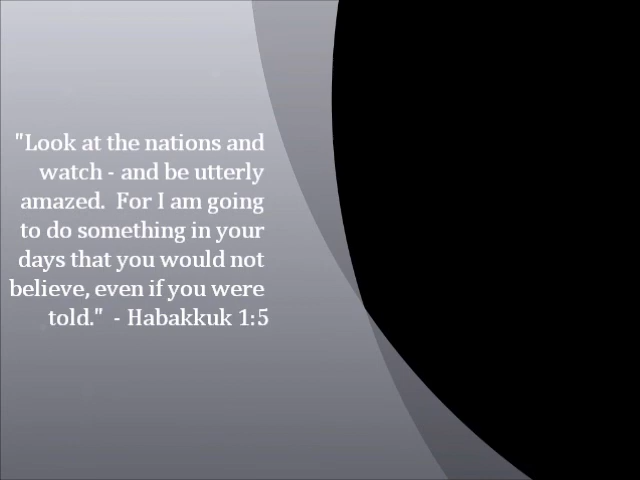 "Look at the nations and
watch - and be utterly
amazed.  For I am going
to do something in your
days that you would not
believe, even if you were
told."  - Habakkuk 1:5